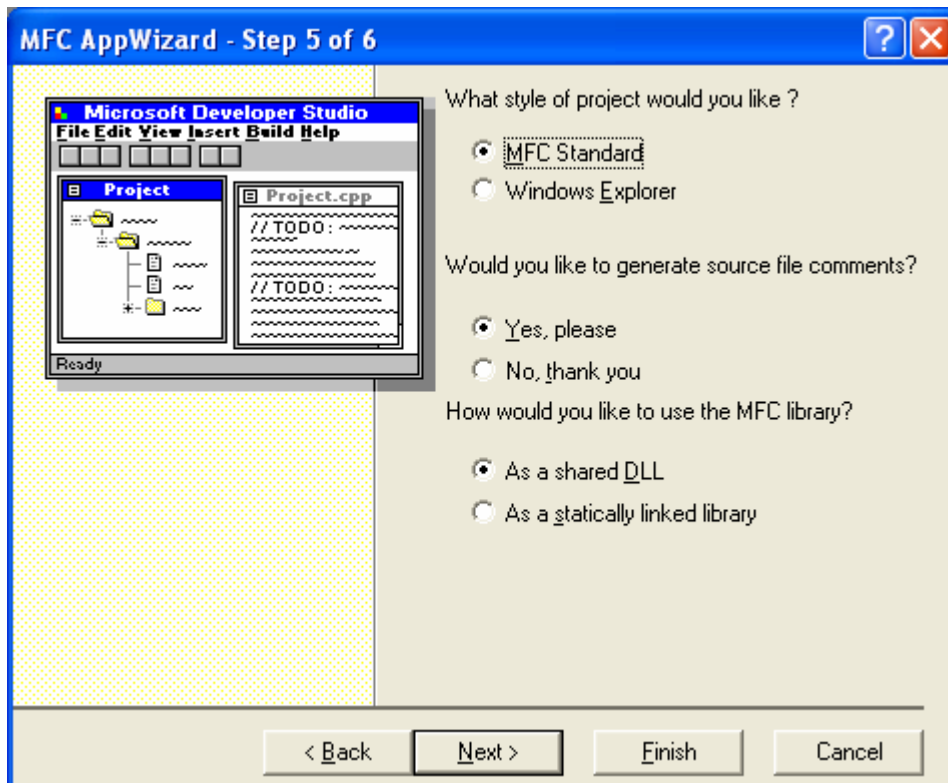 MFC AppWizard - Step 5 of 6
Microsoft Developer Studio
File Edit View Insert Build Help
Project
Project.cpp
//TODO:
//TODO:
Ready
What style of project would you like ?
MFC Standard
Windows Explorer
Would you like to generate source file comments?
Yes, please
No, thank you
How would you like to use the MFC library?
As a shared DLL
As a statically linked library
< Back
Next >
Finish
Cancel